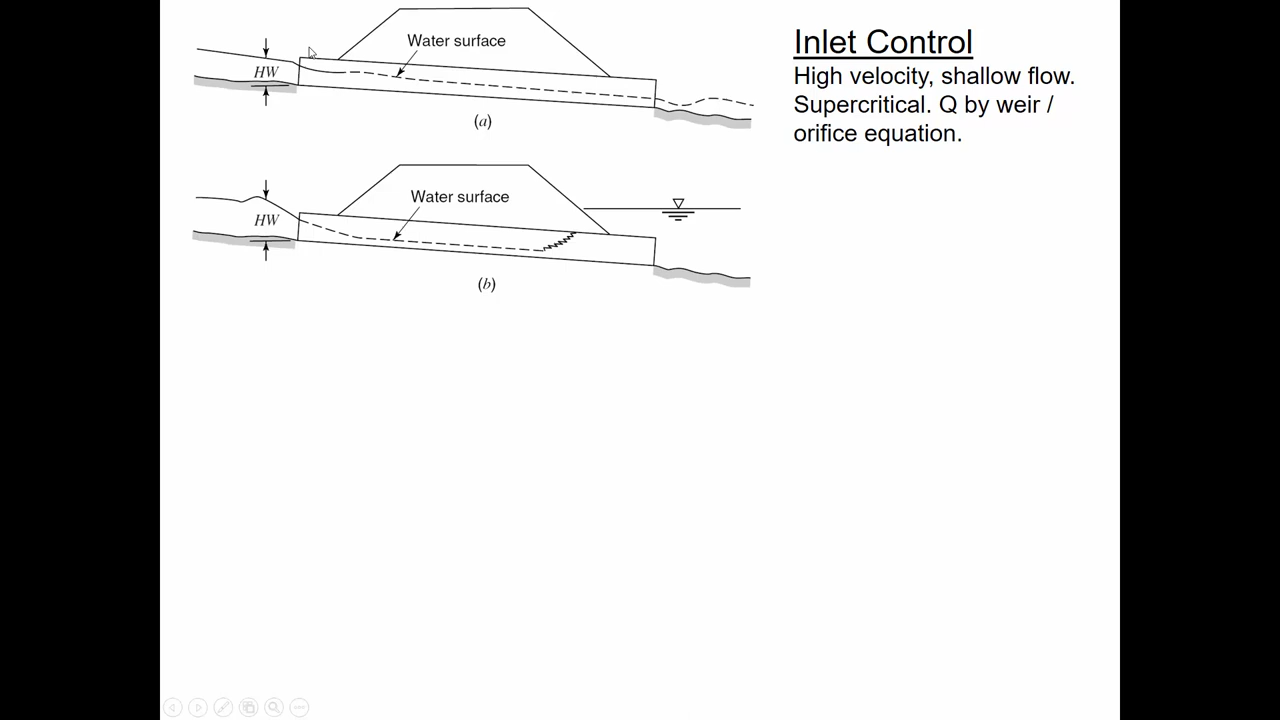 Inlet Control
High velocity, shallow flow.
Supercritical. Q by weir /
orifice equation.
Water surface
HW
(a)
Water surface
HW
(b)